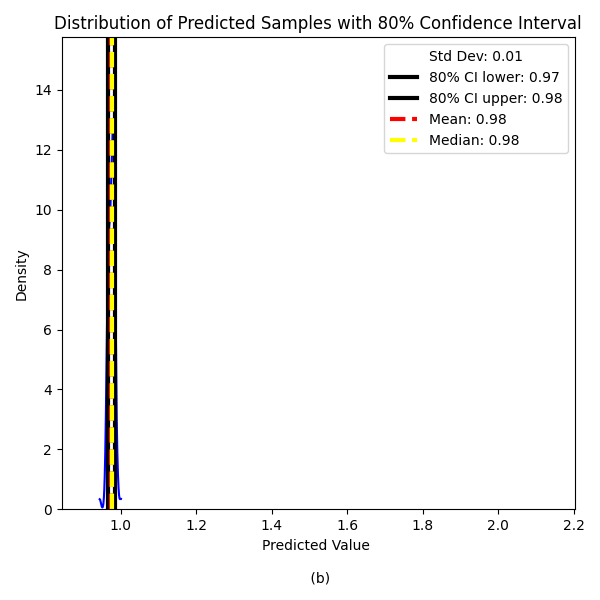 Distribution of Predicted Samples with 80% Confidence Interval
Std Dev: 0.01
80% CI lower: 0.97
80% CI upper: 0.98
Mean: 0.98
Median: 0.98
14
12
10
8
6
4
2
0
Density
1.0 1.2 1.4 1.6 1.8 2.0 2.2
Predicted Value
(b)